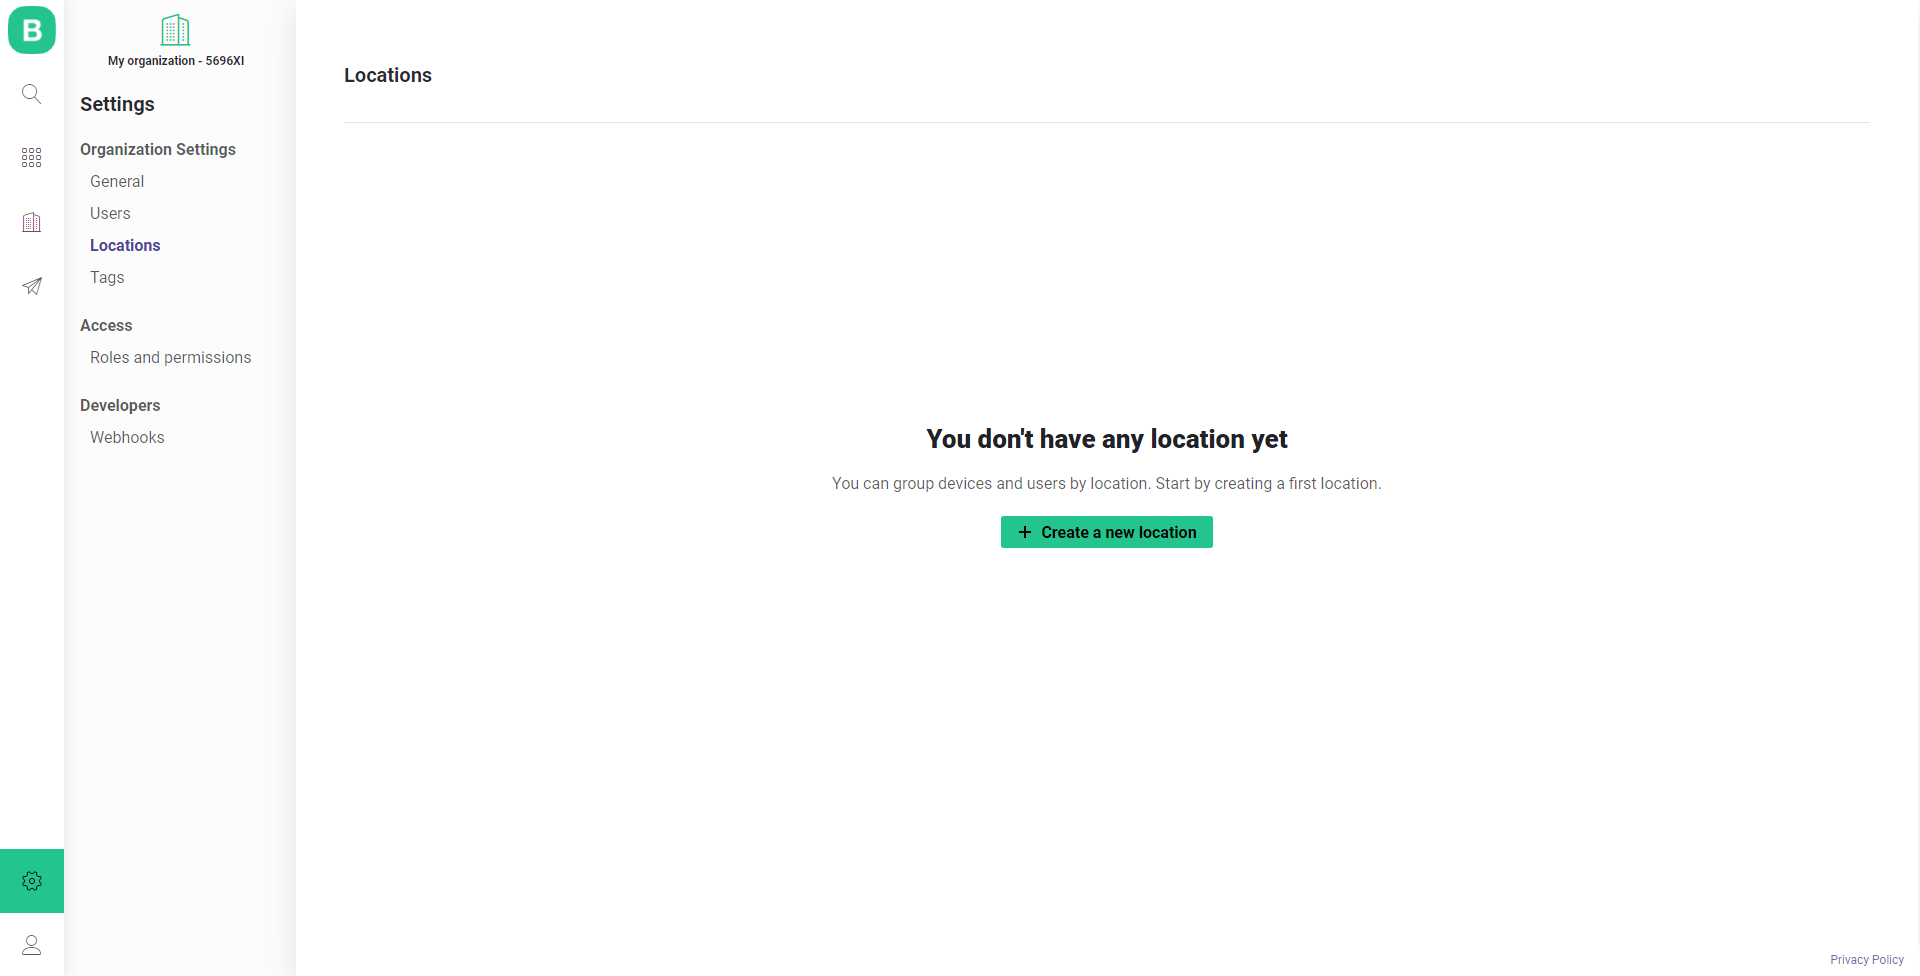 B
My organization - 5696XI
Settings
Organization Settings
General
Users
Locations
Tags
Access
Roles and permissions
Developers
Webhooks
Locations
You don't have any location yet
You can group devices and users by location. Start by creating a first location.
+ Create a new location
Privacy Policy